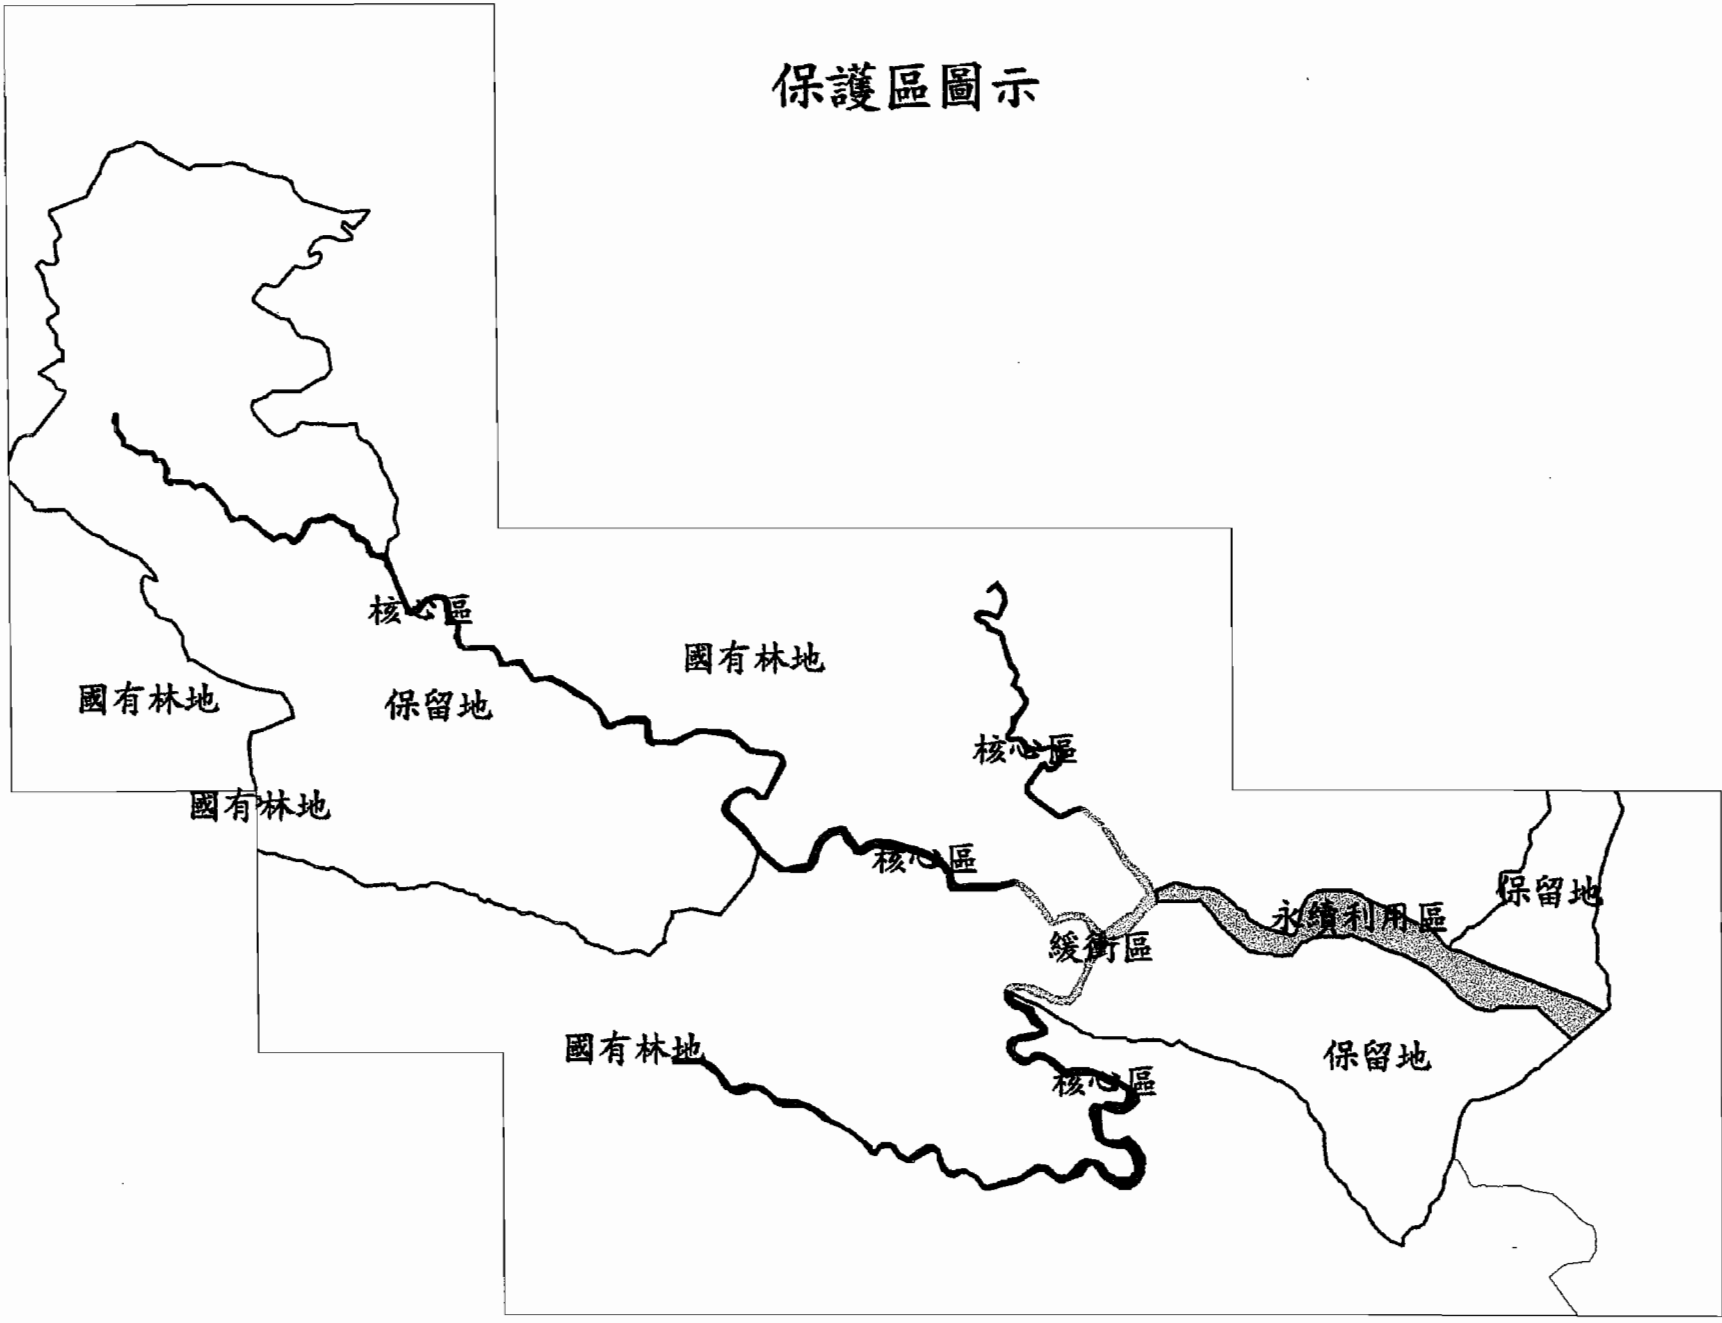 保護區圖示
核心區
國有林地
國有林地
保留地
核心區
國有林地
核心區
保留地
永續利用區
緩衝區
國有林地
保留地
核心區